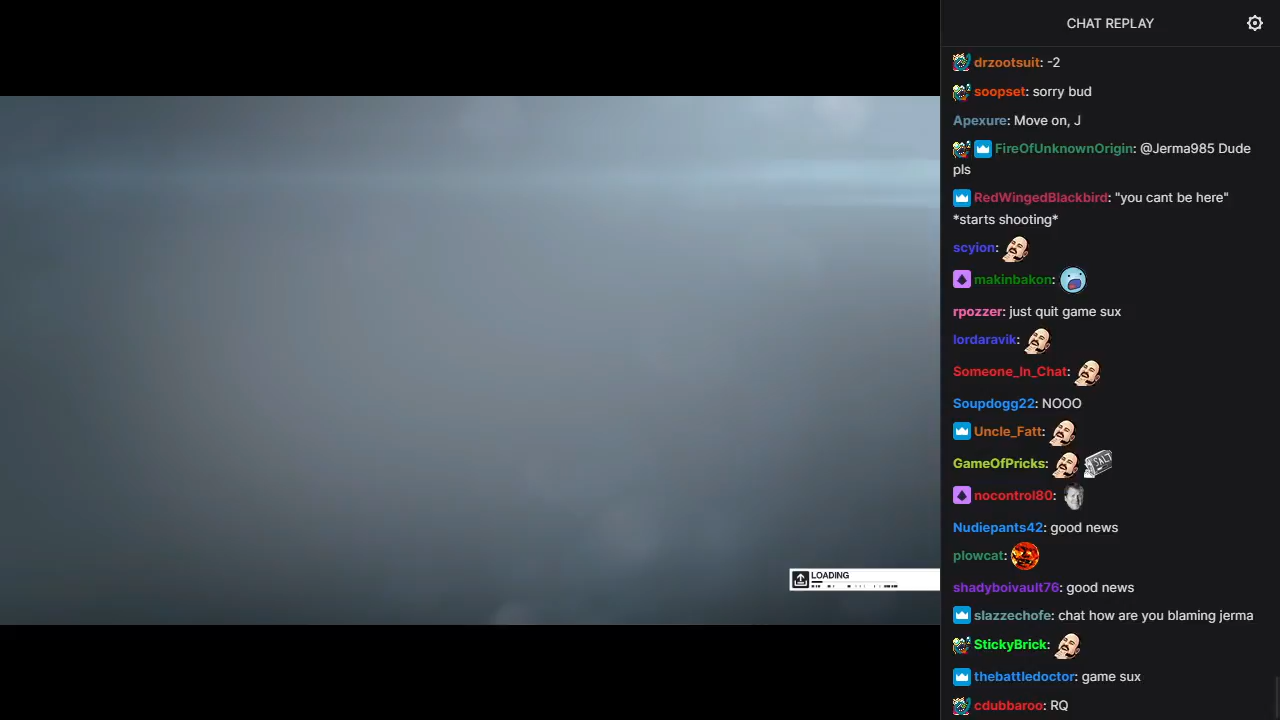 CHAT REPLAY
drzootsuit: -2
soopset: sorry bud
Apexure: Move on, J
FireOfUnknownOrigin: @Jerma985 Dude
pls
RedWingedBlackbird: "you cant be here"
*starts shooting*
scyion:
makinbakon:
rpozzer: just quit game sux
lordaravik:
Someone_In_Chat:
Soupdogg22: NOOO
Uncle_Fatt:
GameOfPricks: SALT
nocontrol80:
Nudiepants42: good news
plowcat:
shadyboivault76: good news
LOADING
slazzechofe: chat how are you blaming jerma
StickyBrick:
thebattledoctor: game sux
cdubbaroo: RQ